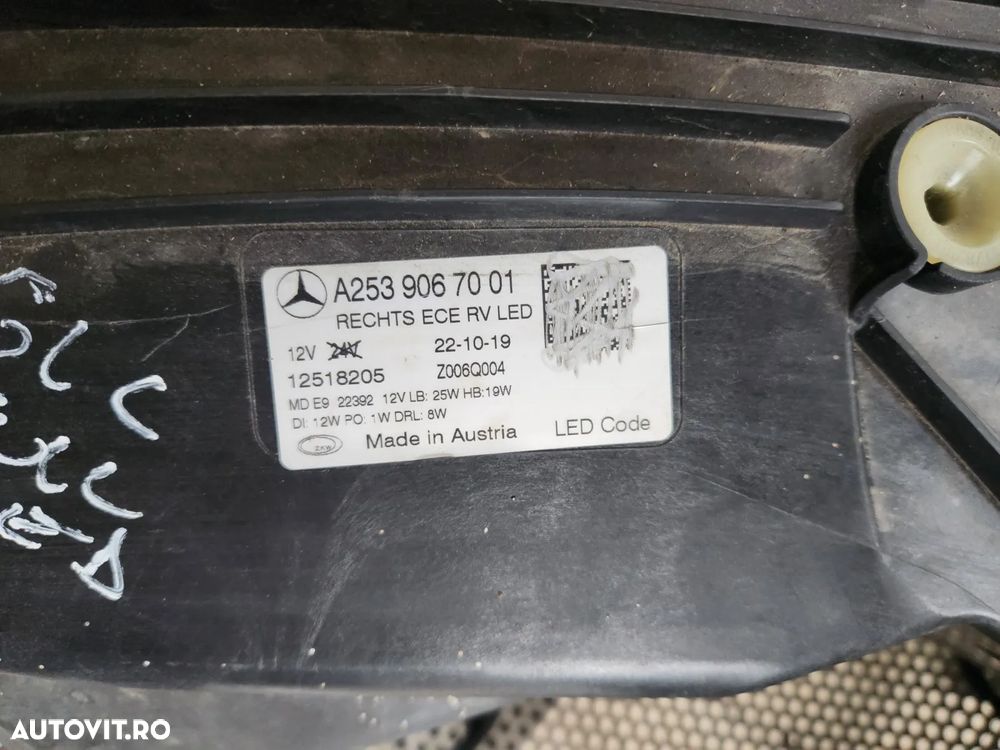 A253 906 70 01
RECHTS ECE RV LED
12V 24V 22-10-19
12518205 Z006Q004
MD E9 22392 12V LB: 25W HB:19W
DI: 12W PO: 1W DRL: 8W
ZKW Made in Austria LED Code
AUTOVIT.RO